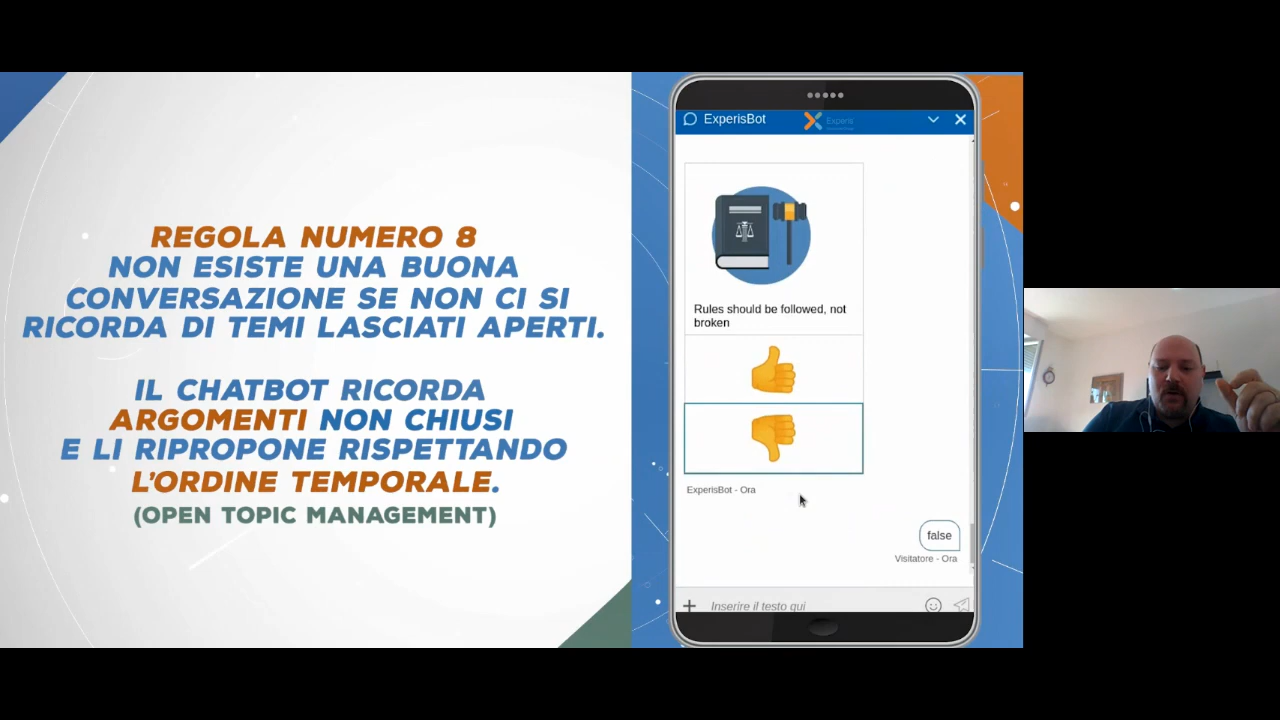 REGOLA NUMERO 8
NON ESISTE UNA BUONA
CONVERSAZIONE SE NON CI SI
RICORDA DI TEMI LASCIATI APERTI.
IL CHATBOT RICORDA
ARGOMENTI NON CHIUSI
E LI RIPROPONE RISPETTANDO
L'ORDINE TEMPORALE.
(OPEN TOPIC MANAGEMENT)
ExperisBot
Experis
Rules should be followed, not
broken
ExperisBot - Ora
false
Visitatore - Ora
Inserire il testo qui